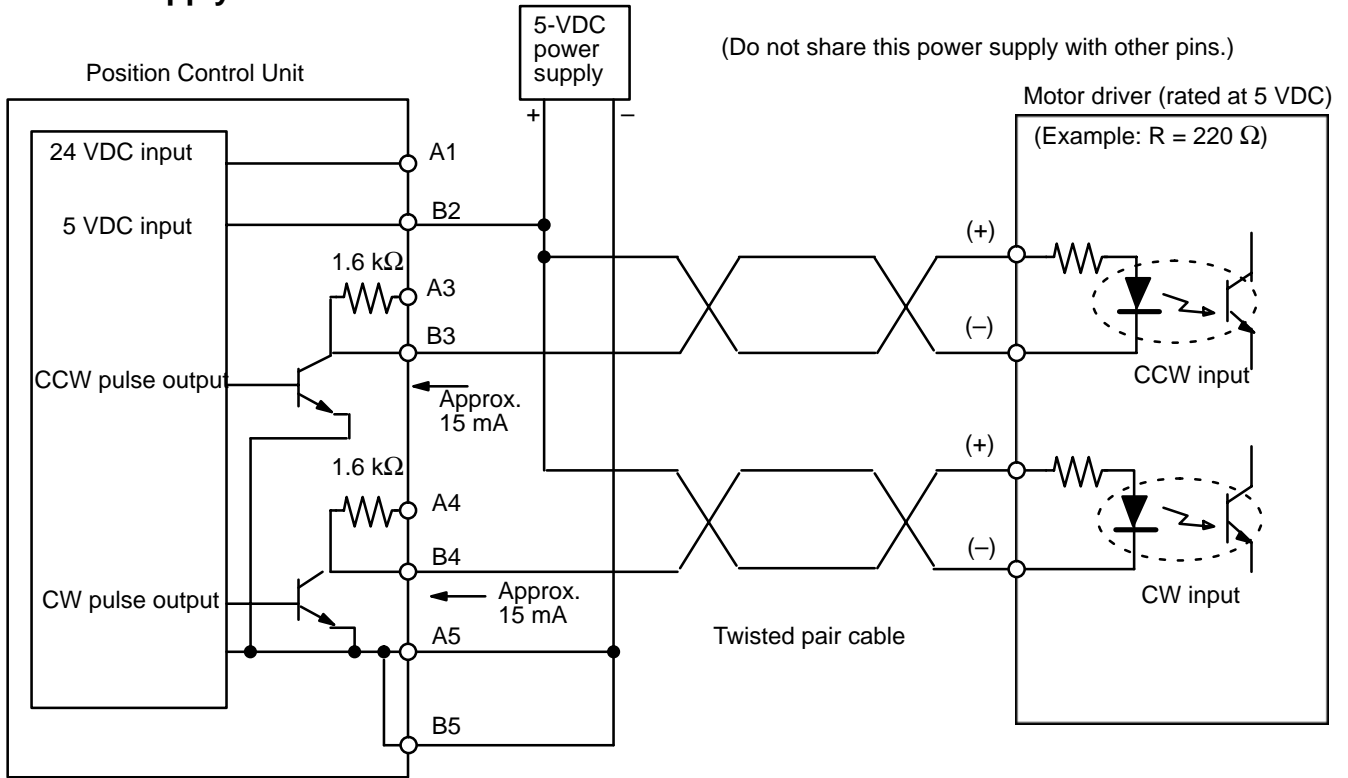 5-VDC
power
supply
(Do not share this power supply with other pins.)
Position Control Unit
+
–
Motor driver (rated at 5 VDC)
(Example: R = 220 Ω)
24 VDC input
A1
5 VDC input
B2
(+)
1.6 kΩ
A3
B3
(–)
CCW pulse output
CCW input
Approx.
15 mA
(+)
1.6 kΩ
A4
B4
(–)
Approx.
15 mA
CW pulse output
CW input
A5
Twisted pair cable
B5